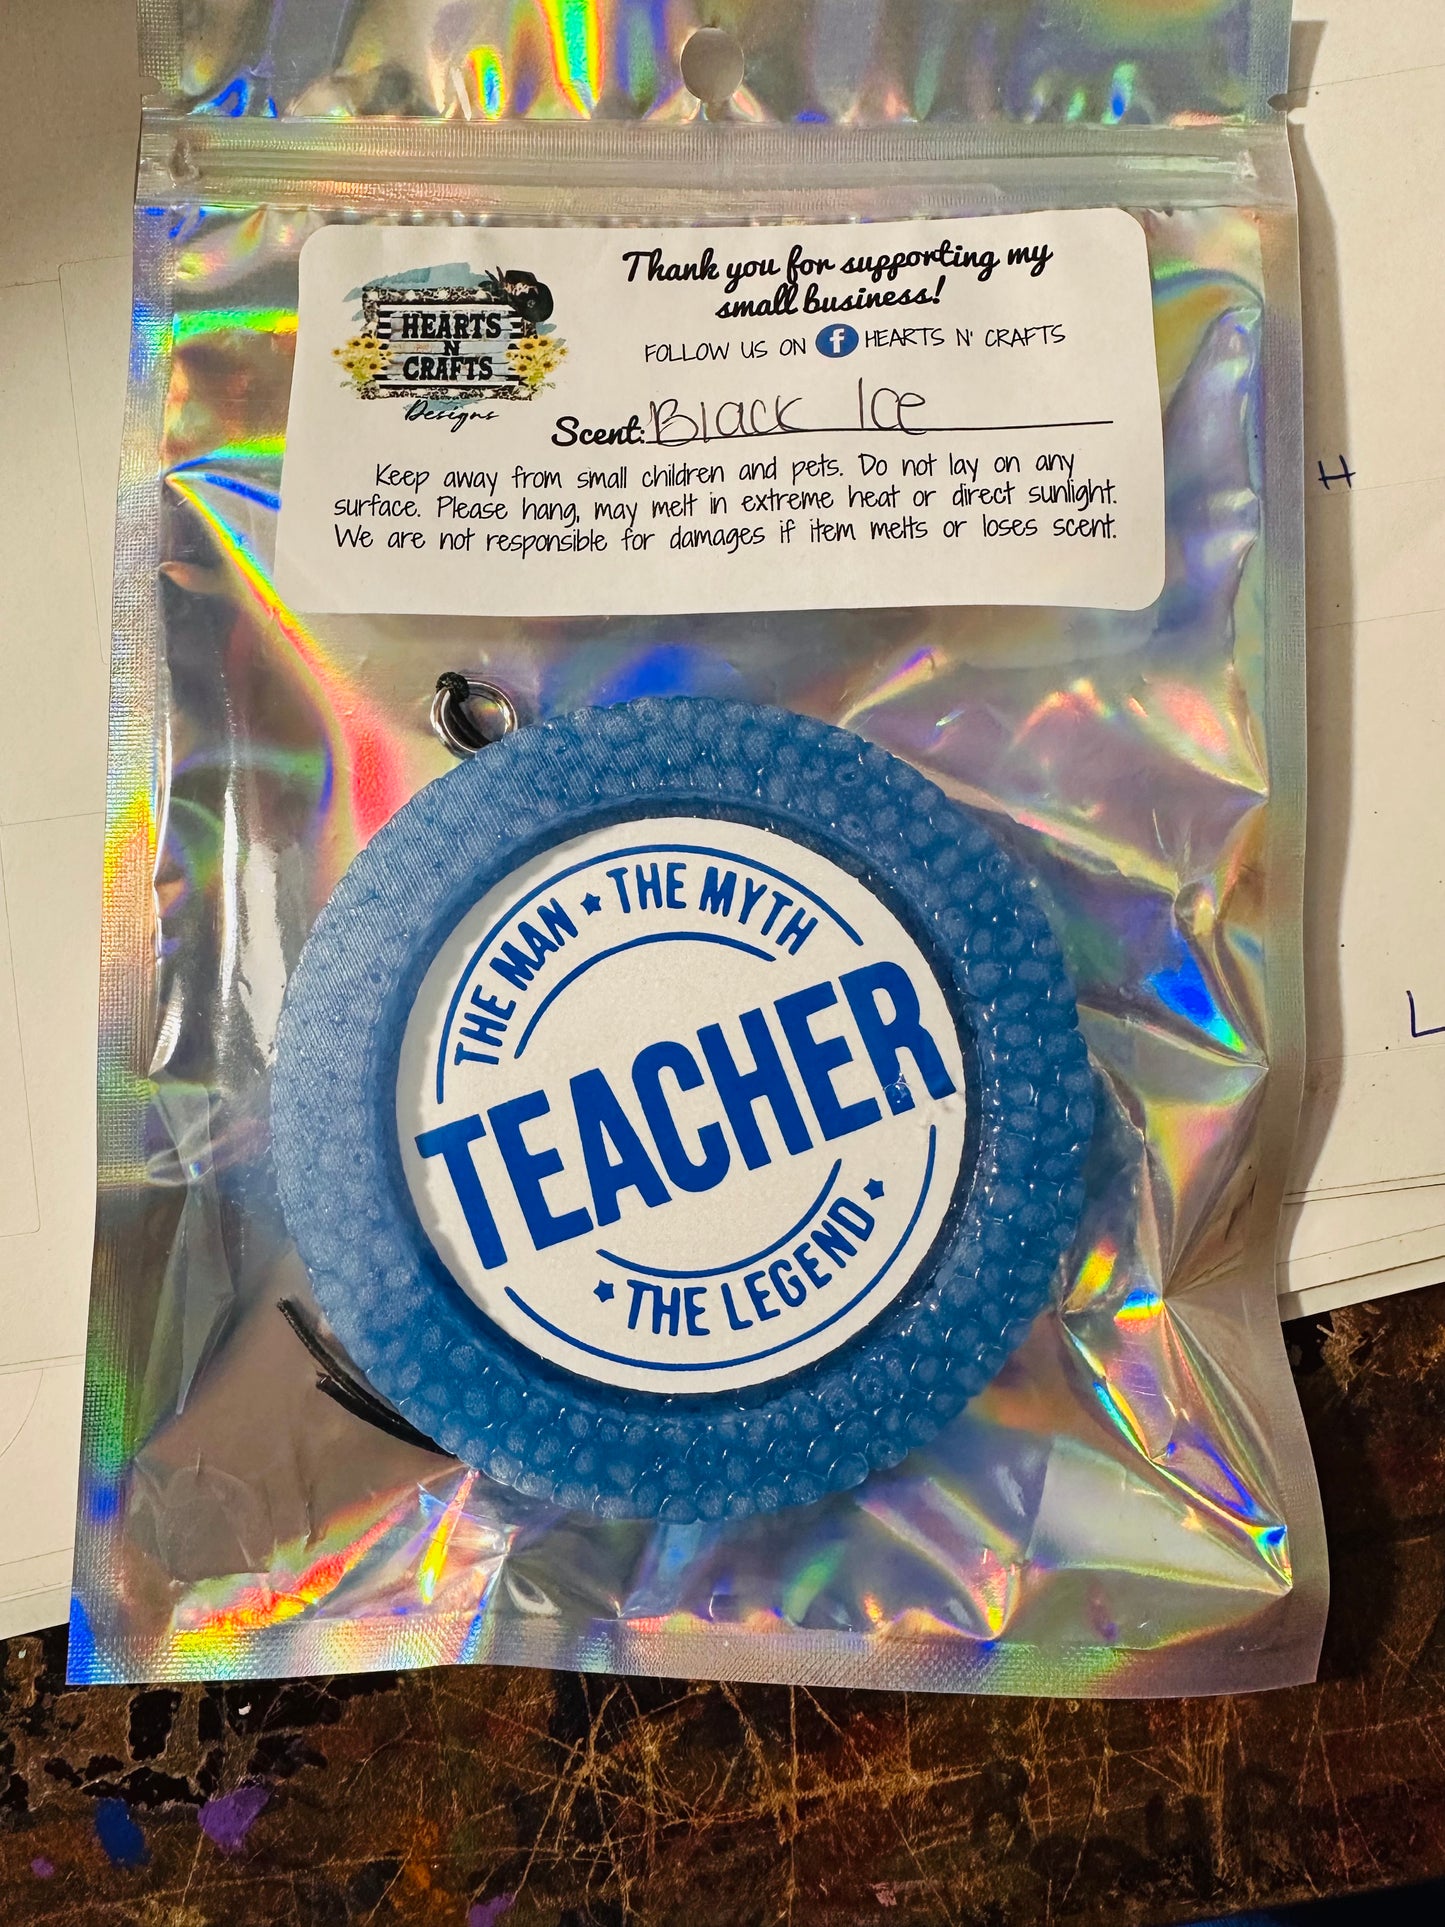 Thank you for supporting my
small business!
HEARTS
N
CRAFTS
Designs
FOLLOW US ON f HEARTS N' CRAFTS
Scent: Black Ice
Keep away from small children and pets. Do not lay on any
surface. Please hang, may melt in extreme heat or direct sunlight.
We are not responsible for damages if item melts or loses scent.
H
L
THE MAN ★ THE MYTH
TEACHER
★ THE LEGEND ★